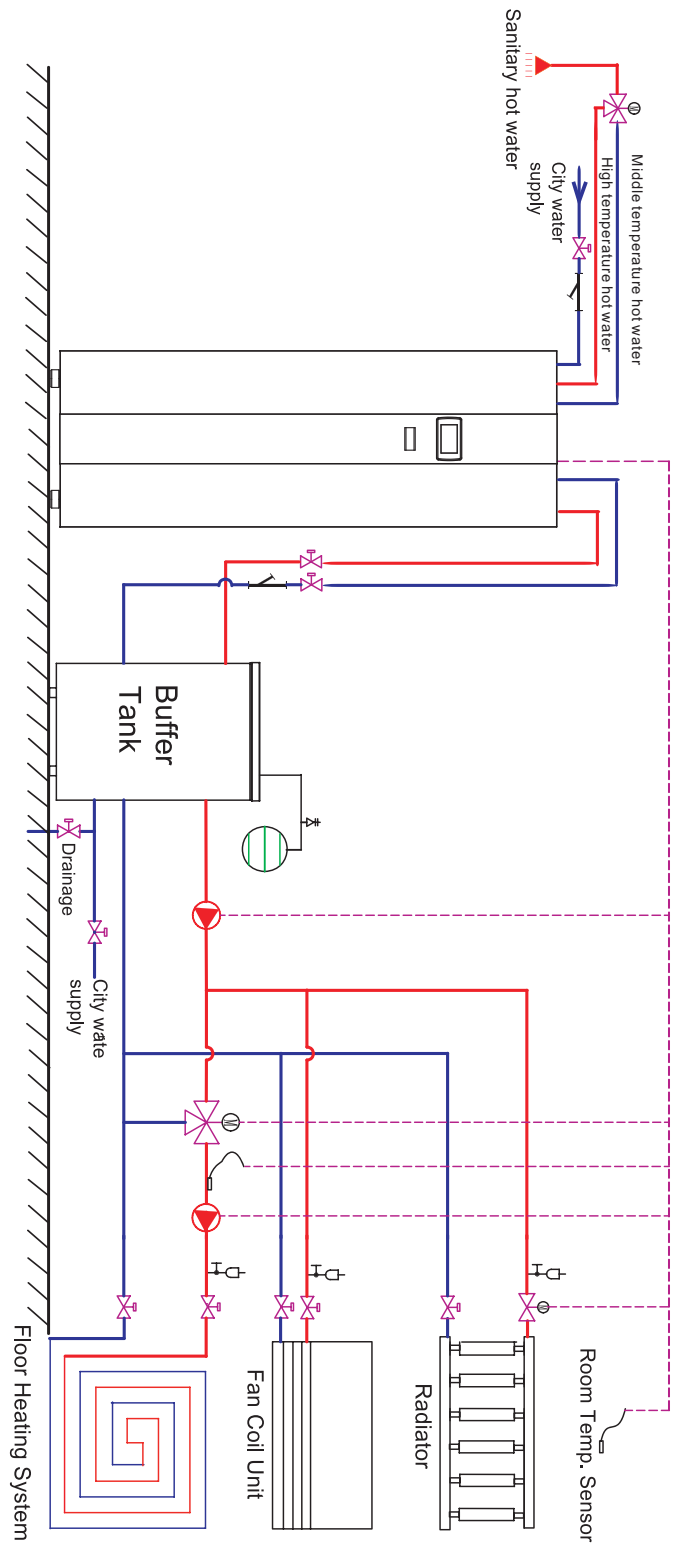 Sanitary hot water
City water
supply
High temperature hot water
Middle temperature hot water
M
Buffer
Tank
Drainage
City wate
supply
M
M
Floor Heating System
Fan Coil Unit
Radiator
Room Temp. Sensor